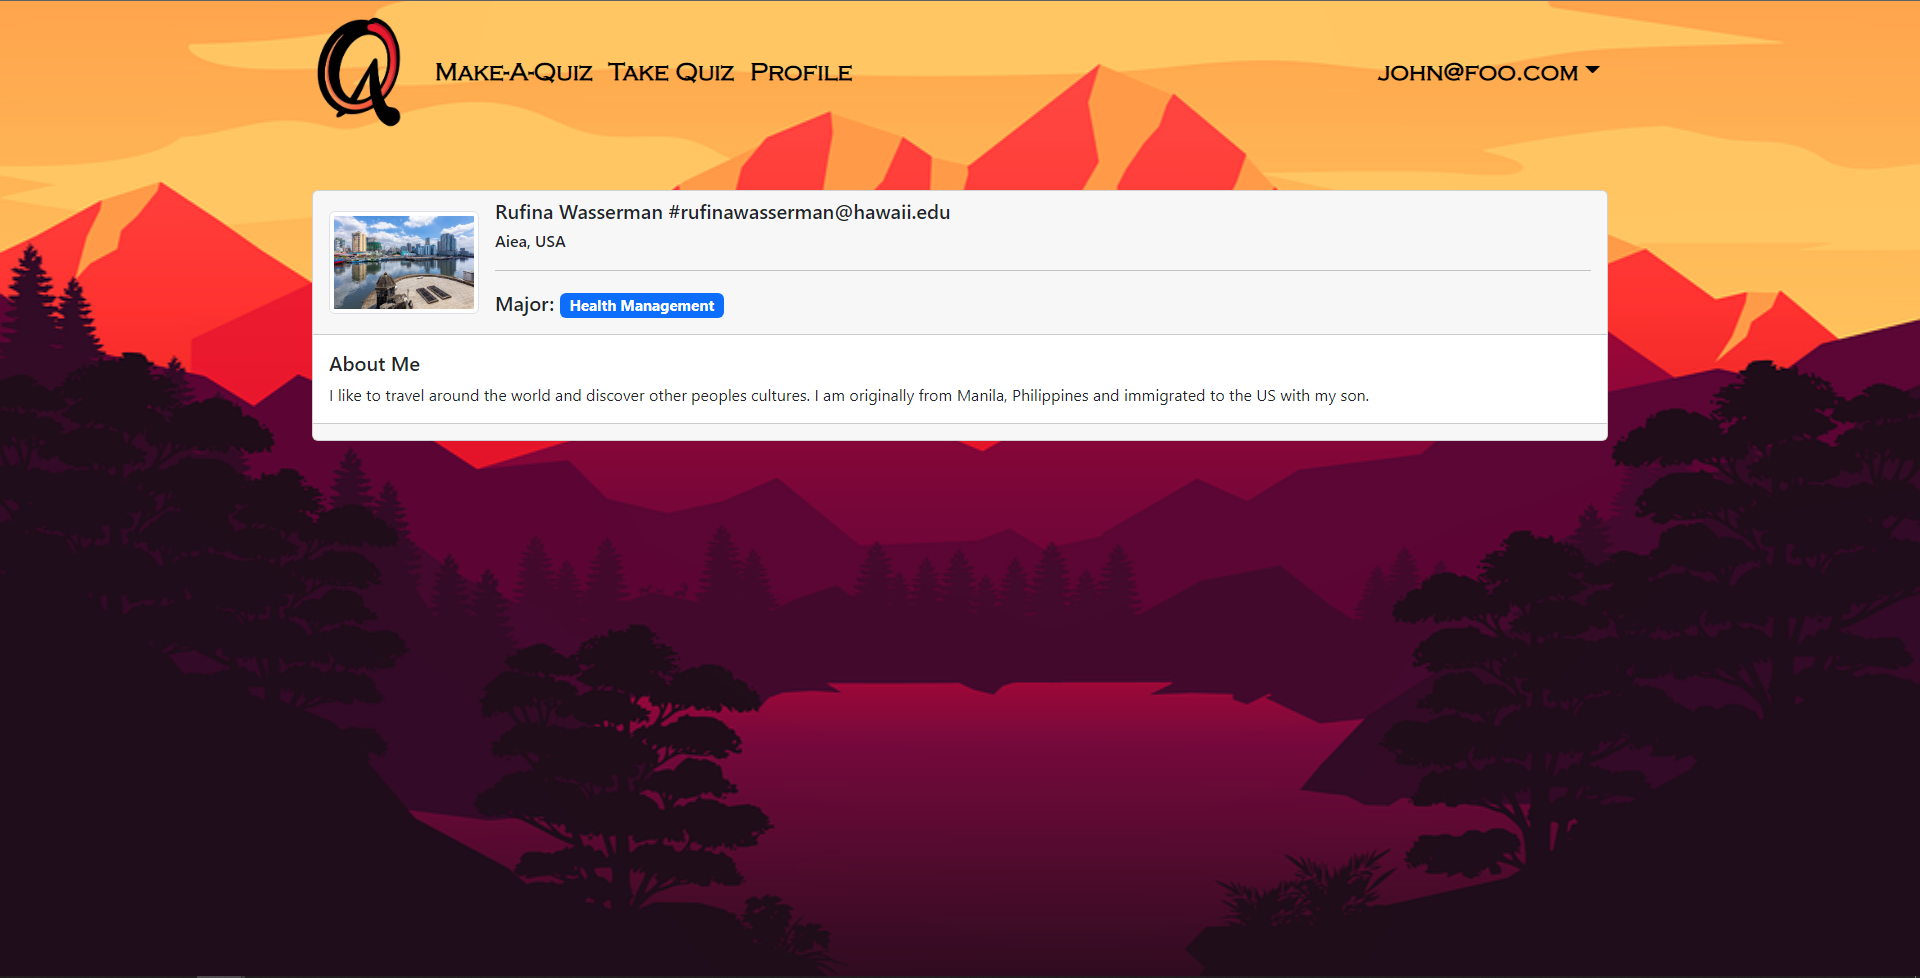 Make-A-Quiz Take Quiz Profile john@foo.com
Rufina Wasserman #rufinawasserman@hawaii.edu
Aiea, USA
Major: Health Management
About Me
I like to travel around the world and discover other peoples cultures. I am originally from Manila, Philippines and immigrated to the US with my son.